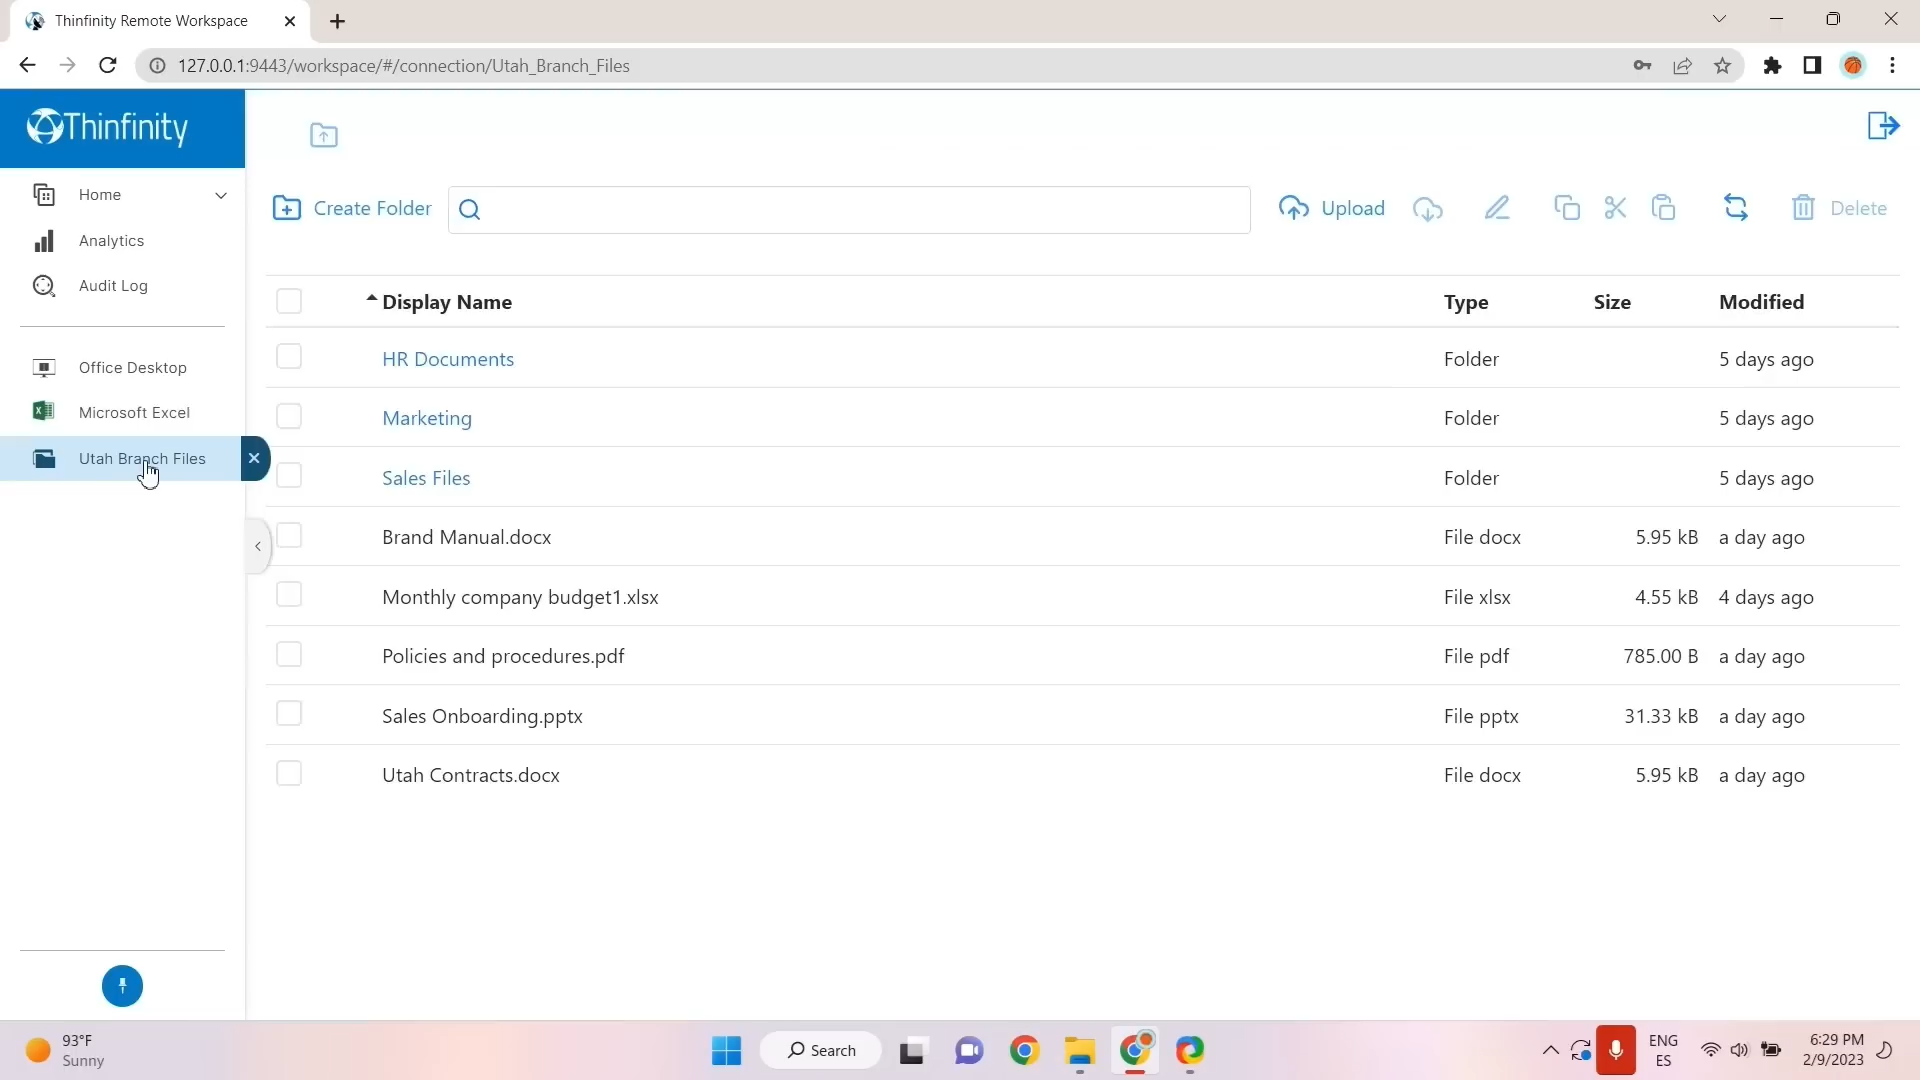 Thinfinity Remote Workspace
127.0.0.1:9443/workspace/#/connection/Utah_Branch_Files
Thinfinity
Home
Analytics
Audit Log
Office Desktop
Microsoft Excel
Utah Branch Files
Create Folder
Upload
Delete
Display Name Type Size Modified
HR Documents Folder 5 days ago
Marketing Folder 5 days ago
Sales Files Folder 5 days ago
Brand Manual.docx File docx 5.95 kB a day ago
Monthly company budget1.xlsx File xlsx 4.55 kB 4 days ago
Policies and procedures.pdf File pdf 785.00 B a day ago
Sales Onboarding.pptx File pptx 31.33 kB a day ago
Utah Contracts.docx File docx 5.95 kB a day ago
93°F
Sunny
Search
ENG
ES
6:29 PM
2/9/2023